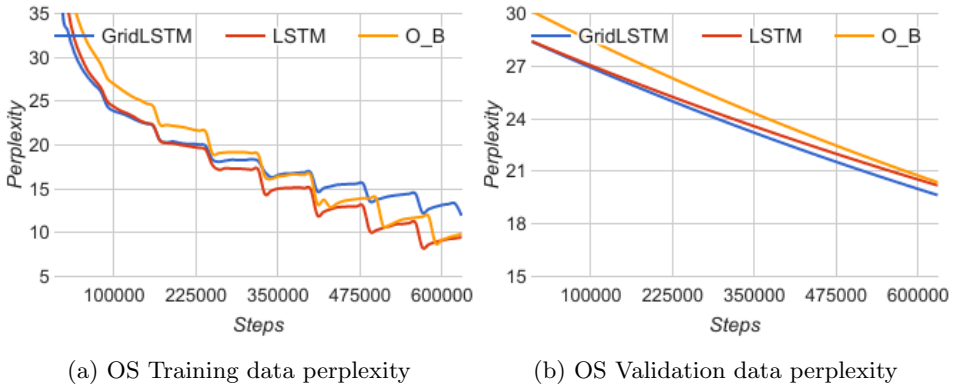 GridLSTM LSTM O_B
35
30
25
20
15
10
5
Perplexity
100000 225000 350000 475000 600000
Steps
(a) OS Training data perplexity
GridLSTM LSTM O_B
30
27
24
21
18
15
Perplexity
100000 225000 350000 475000 600000
Steps
(b) OS Validation data perplexity